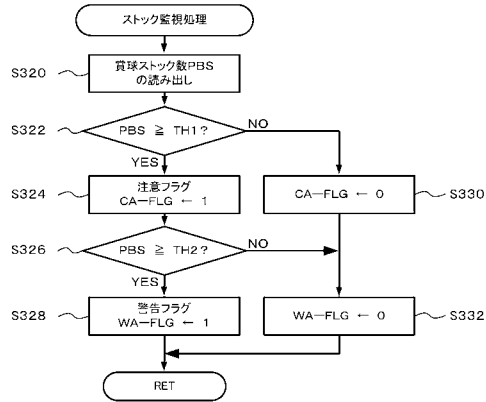 ストック監視処理
S320
賞球ストック数PBS
の読み出し
S322
PBS ≧ TH1?
NO
YES
S324
注意フラグ
CA−FLG ← 1
CA−FLG ← 0
S330
S326
PBS ≧ TH2?
NO
YES
S328
警告フラグ
WA−FLG ← 1
WA−FLG ← 0
S332
RET